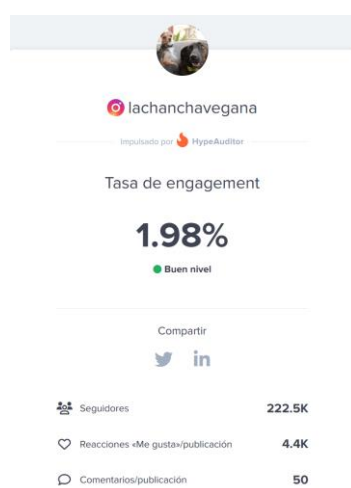 lachanchavegana
Impulsado por HypeAuditor
Tasa de engagement
1.98%
Buen nivel
Compartir
Seguidores 222.5K
Reacciones «Me gusta»/publicación 4.4K
Comentarios/publicación 50